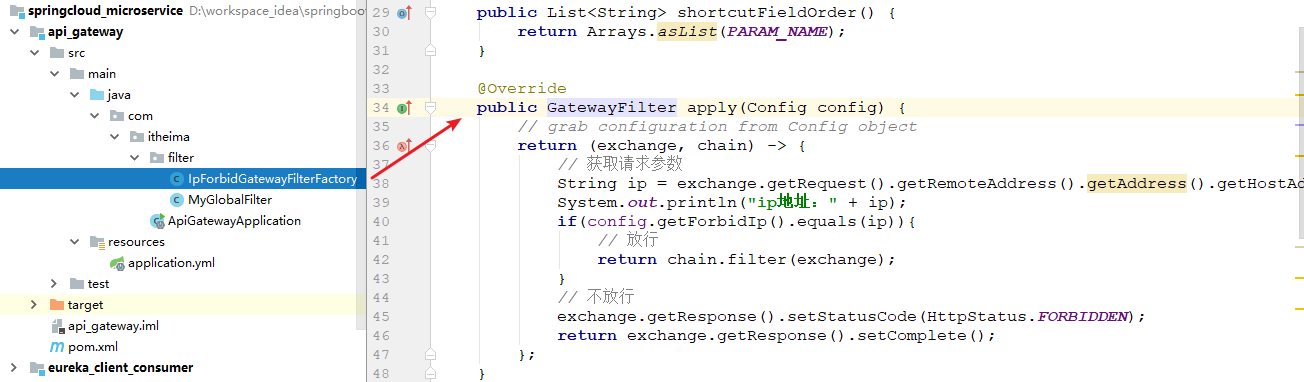 springcloud_microservice D:\workspace_idea\springboo
api_gateway
src
main
java
com
itheima
filter
IpForbidGatewayFilterFactory
MyGlobalFilter
ApiGatewayApplication
resources
application.yml
test
target
api_gateway.iml
pom.xml
eureka_client_consumer
29 public List<String> shortcutFieldOrder() {
30 return Arrays.asList(PARAM_NAME);
31 }
32
33 @Override
34 public GatewayFilter apply(Config config) {
35 // grab configuration from Config object
36 return (exchange, chain) -> {
37 // 获取请求参数
38 String ip = exchange.getRequest().getRemoteAddress().getAddress().getHostAd
39 System.out.println("ip地址：" + ip);
40 if(config.getForbidIp().equals(ip)){
41 // 放行
42 return chain.filter(exchange);
43 }
44 // 不放行
45 exchange.getResponse().setStatusCode(HttpStatus.FORBIDDEN);
46 return exchange.getResponse().setComplete();
47 };
48 }